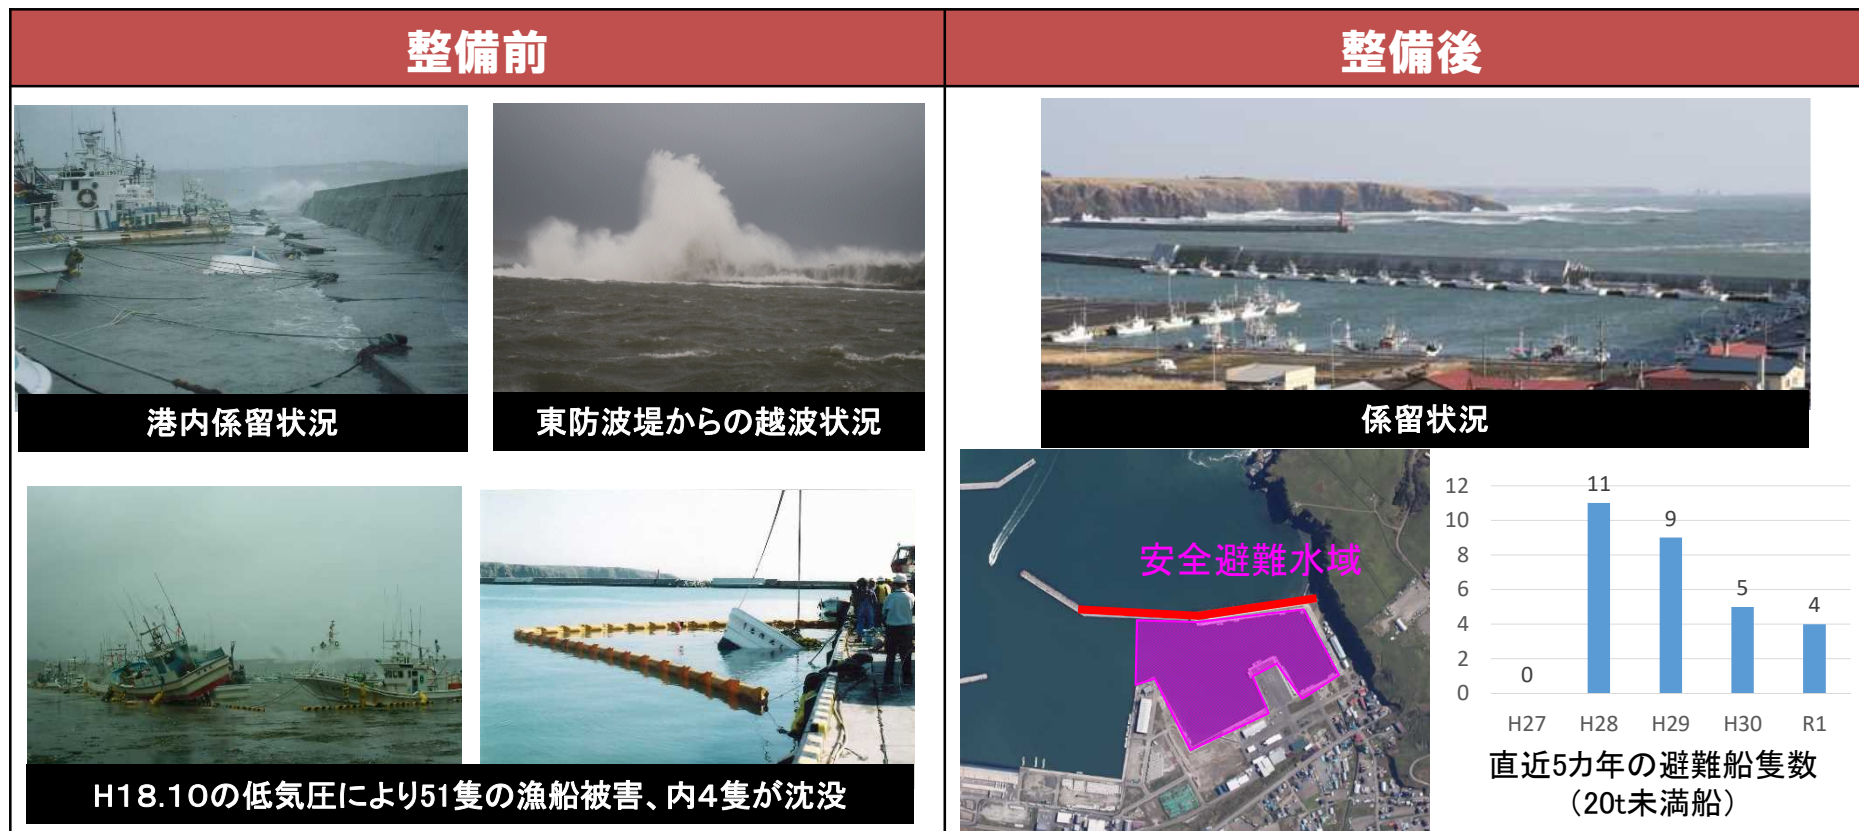 整備前
整備後
港内係留状況
東防波堤からの越波状況
H18.10の低気圧により51隻の漁船被害、内4隻が沈没
係留状況
安全避難水域
12
10
8
6
4
2
0
0
11
9
5
4
H27 H28 H29 H30 R1
直近5カ年の避難船隻数
（20t未満船）